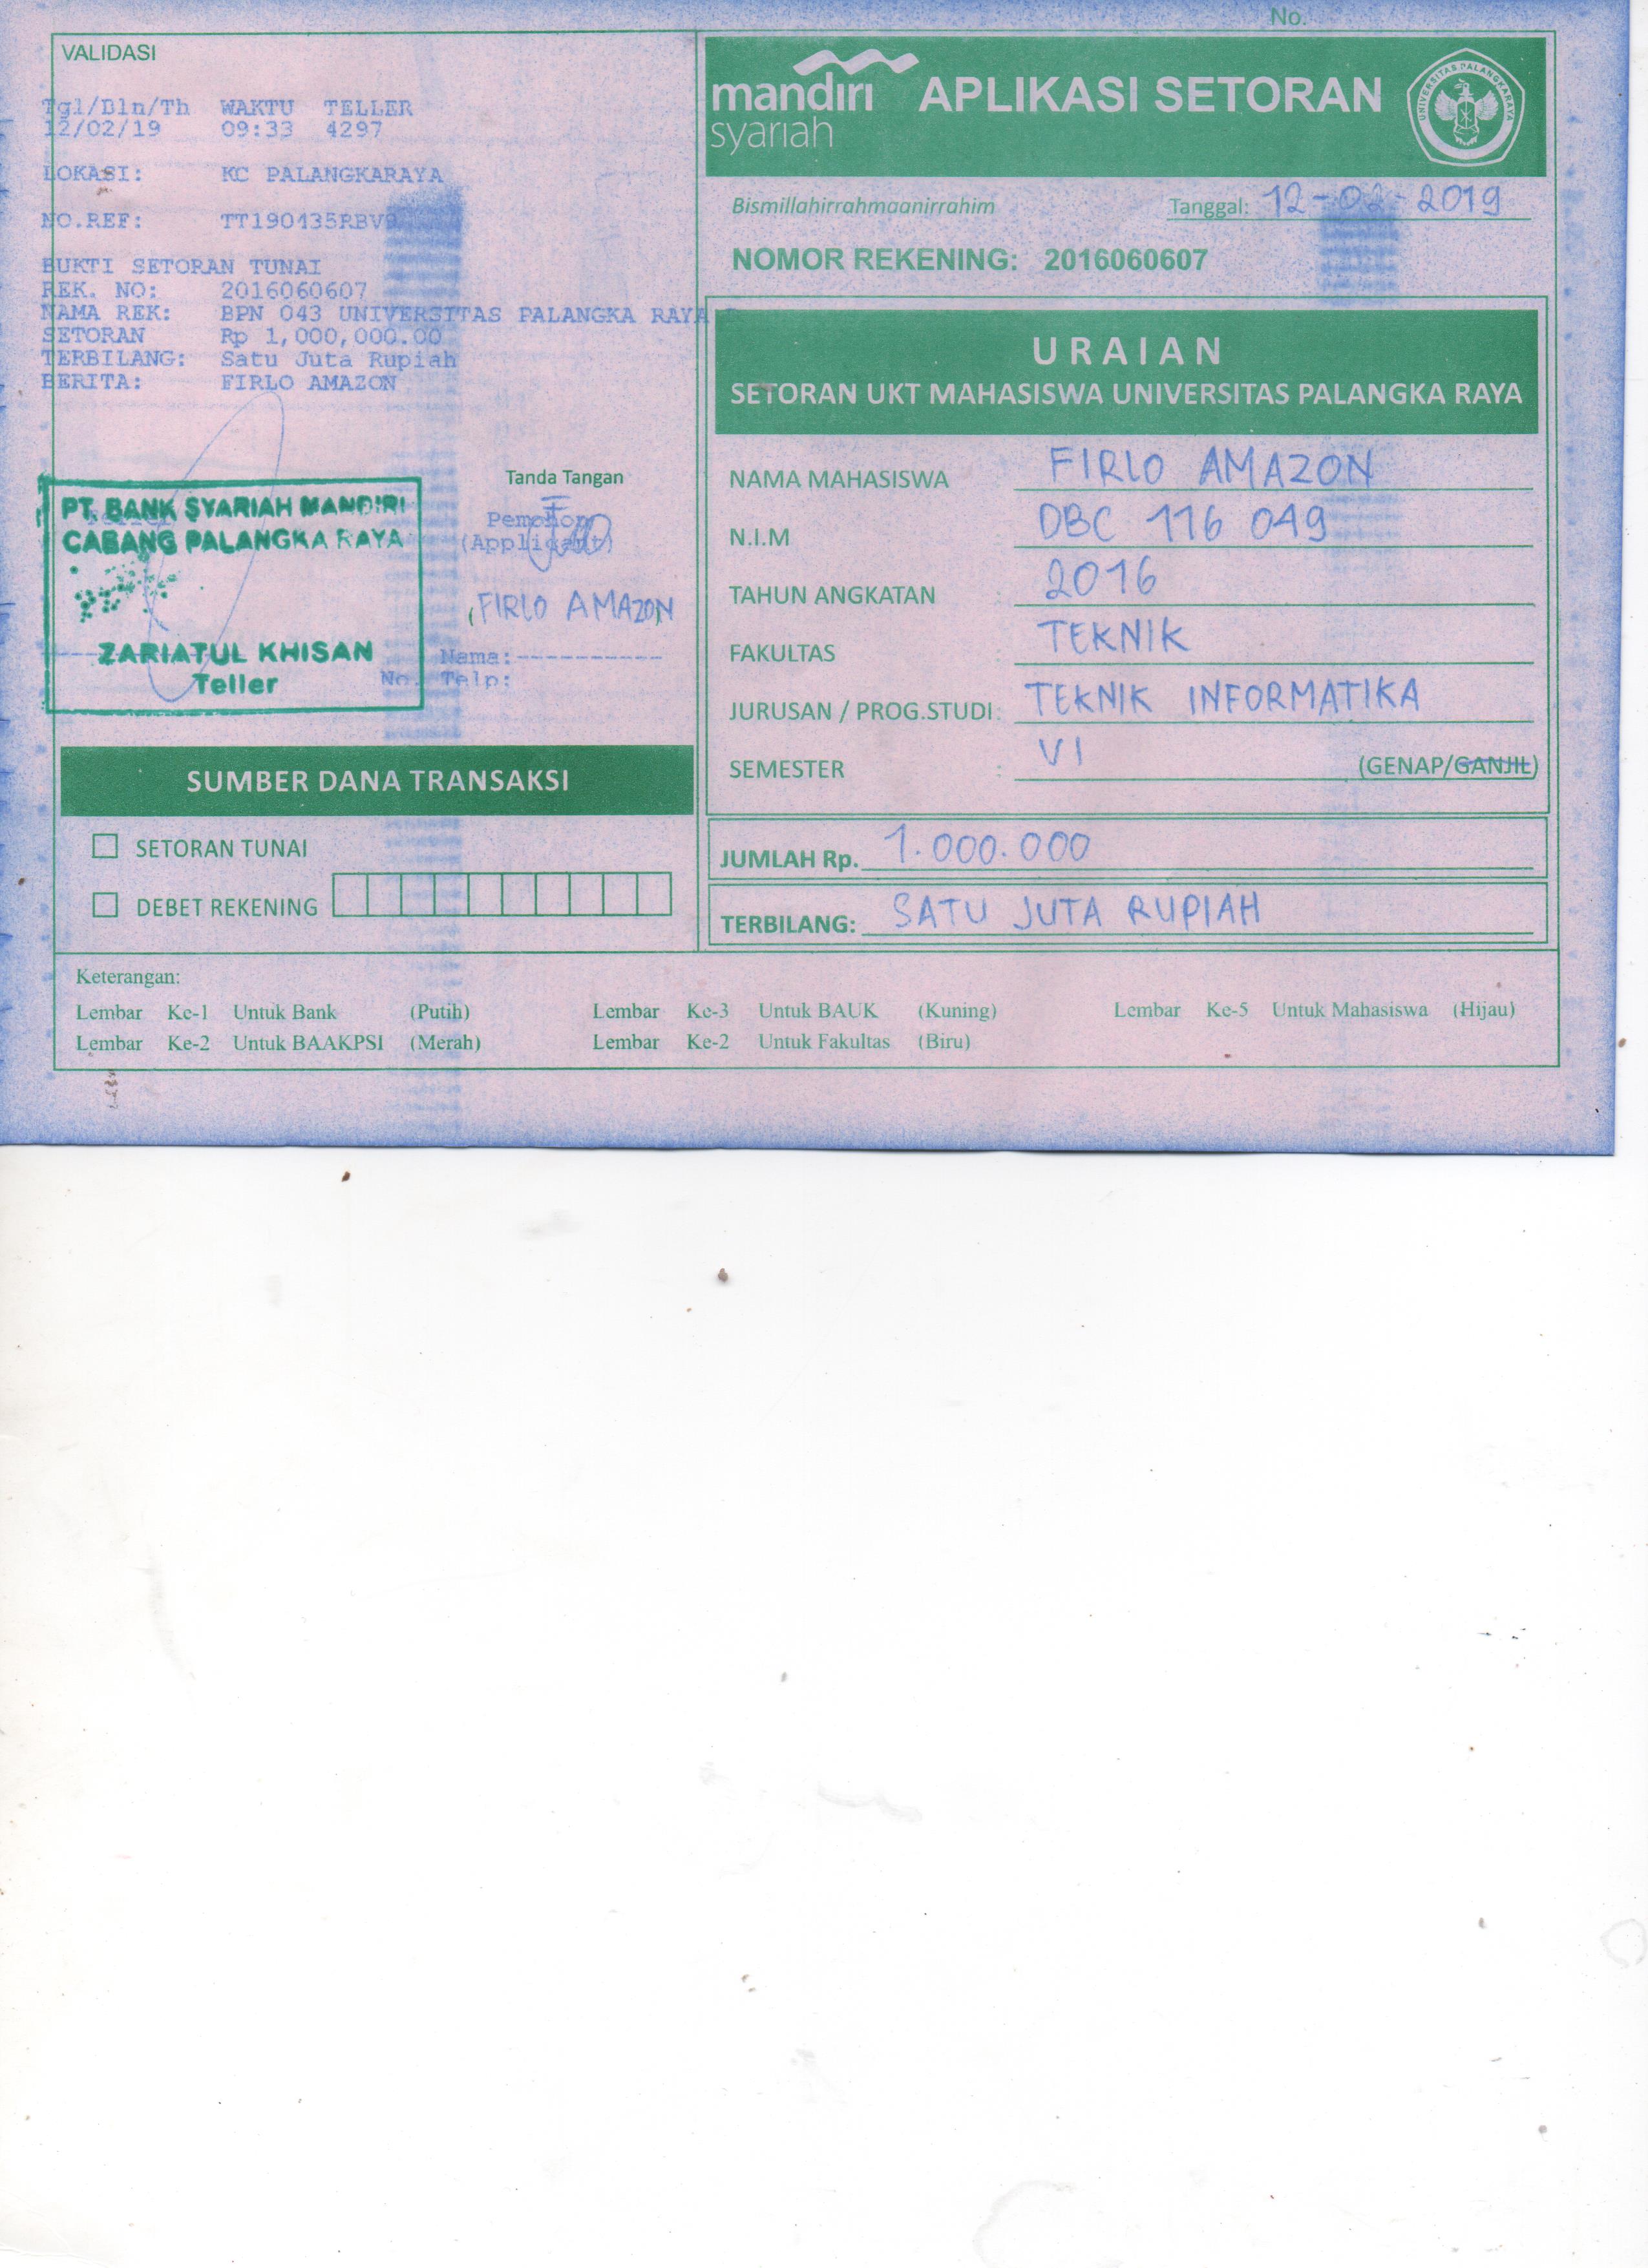 No.
VALIDASI
Tgl/Bln/Th WAKTU TELLER
12/02/19 09:33 4297
LOKASI: KC PALANGKARAYA
NO.REF:
BUKTI SETORAN TUNAI
REK. NO: 2016060607
NAMA REK: BPN 043 UNIVERSITAS PALANGKA RAYA
SETORAN Rp 1,000,000.00
TERBILANG: Satu Juta Rupiah
BERITA: FIRLO AMAZON
Tanda Tangan
Pemohon
(Applicant)
PT. BANK SYARIAH MANDIRI
CABANG PALANGKA RAYA
ZARIATUL KHISAN
Teller
(FIRLO AMAZON)
Nama:-----------
No. Telp:
SUMBER DANA TRANSAKSI
SETORAN TUNAI
DEBET REKENING
mandiri
syariah
APLIKASI SETORAN
UNIVERSITAS PALANGKARAYA
Bismillahirrahmaanirrahim Tanggal: 12-02-2019
NOMOR REKENING: 2016060607
URAIAN
SETORAN UKT MAHASISWA UNIVERSITAS PALANGKA RAYA
NAMA MAHASISWA FIRLO AMAZON
N.I.M DBC 116 049
TAHUN ANGKATAN : 2016
FAKULTAS : TEKNIK
JURUSAN / PROG.STUDI : TEKNIK INFORMATIKA
SEMESTER : VI (GENAP/GANJIL)
JUMLAH Rp. 1.000.000
TERBILANG: SATU JUTA RUPIAH
Keterangan:
Lembar Ke-1 Untuk Bank (Putih) Lembar Ke-3 Untuk BAUK (Kuning) Lembar Ke-5 Untuk Mahasiswa (Hijau)
Lembar Ke-2 Untuk BAAKPSI (Merah) Lembar Ke-2 Untuk Fakultas (Biru)